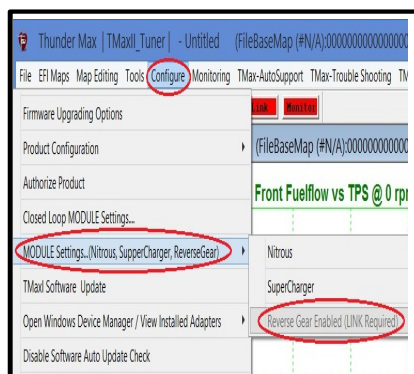 Thunder Max |TMaxII_Tuner| - Untitled (FileBaseMap (#N/A):0000000000000000
File EFI Maps Map Editing Tools Configure Monitoring TMax-AutoSupport TMax-Trouble Shooting
Link Monitor
Firmware Upgrading Options
Product Configuration
(FileBaseMap (#N/A):000000000
Authorize Product
Front Fuelflow vs TPS @ 0 rpm
Closed Loop MODULE Settings...
MODULE Settings...(Nitrous, SupperCharger, ReverseGear)
Nitrous
TMaxI Software Update
SuperCharger
Open Windows Device Manager / View Installed Adapters
Reverse Gear Enabled (LINK Required)
Disable Software Auto Update Check